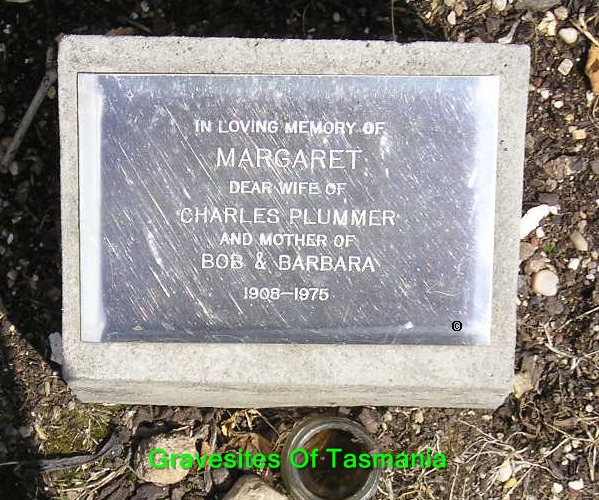 IN LOVING MEMORY OF
MARGARET
DEAR WIFE OF
CHARLES PLUMMER
AND MOTHER OF
BOB & BARBARA
1908–1975
©
Gravesites Of Tasmania